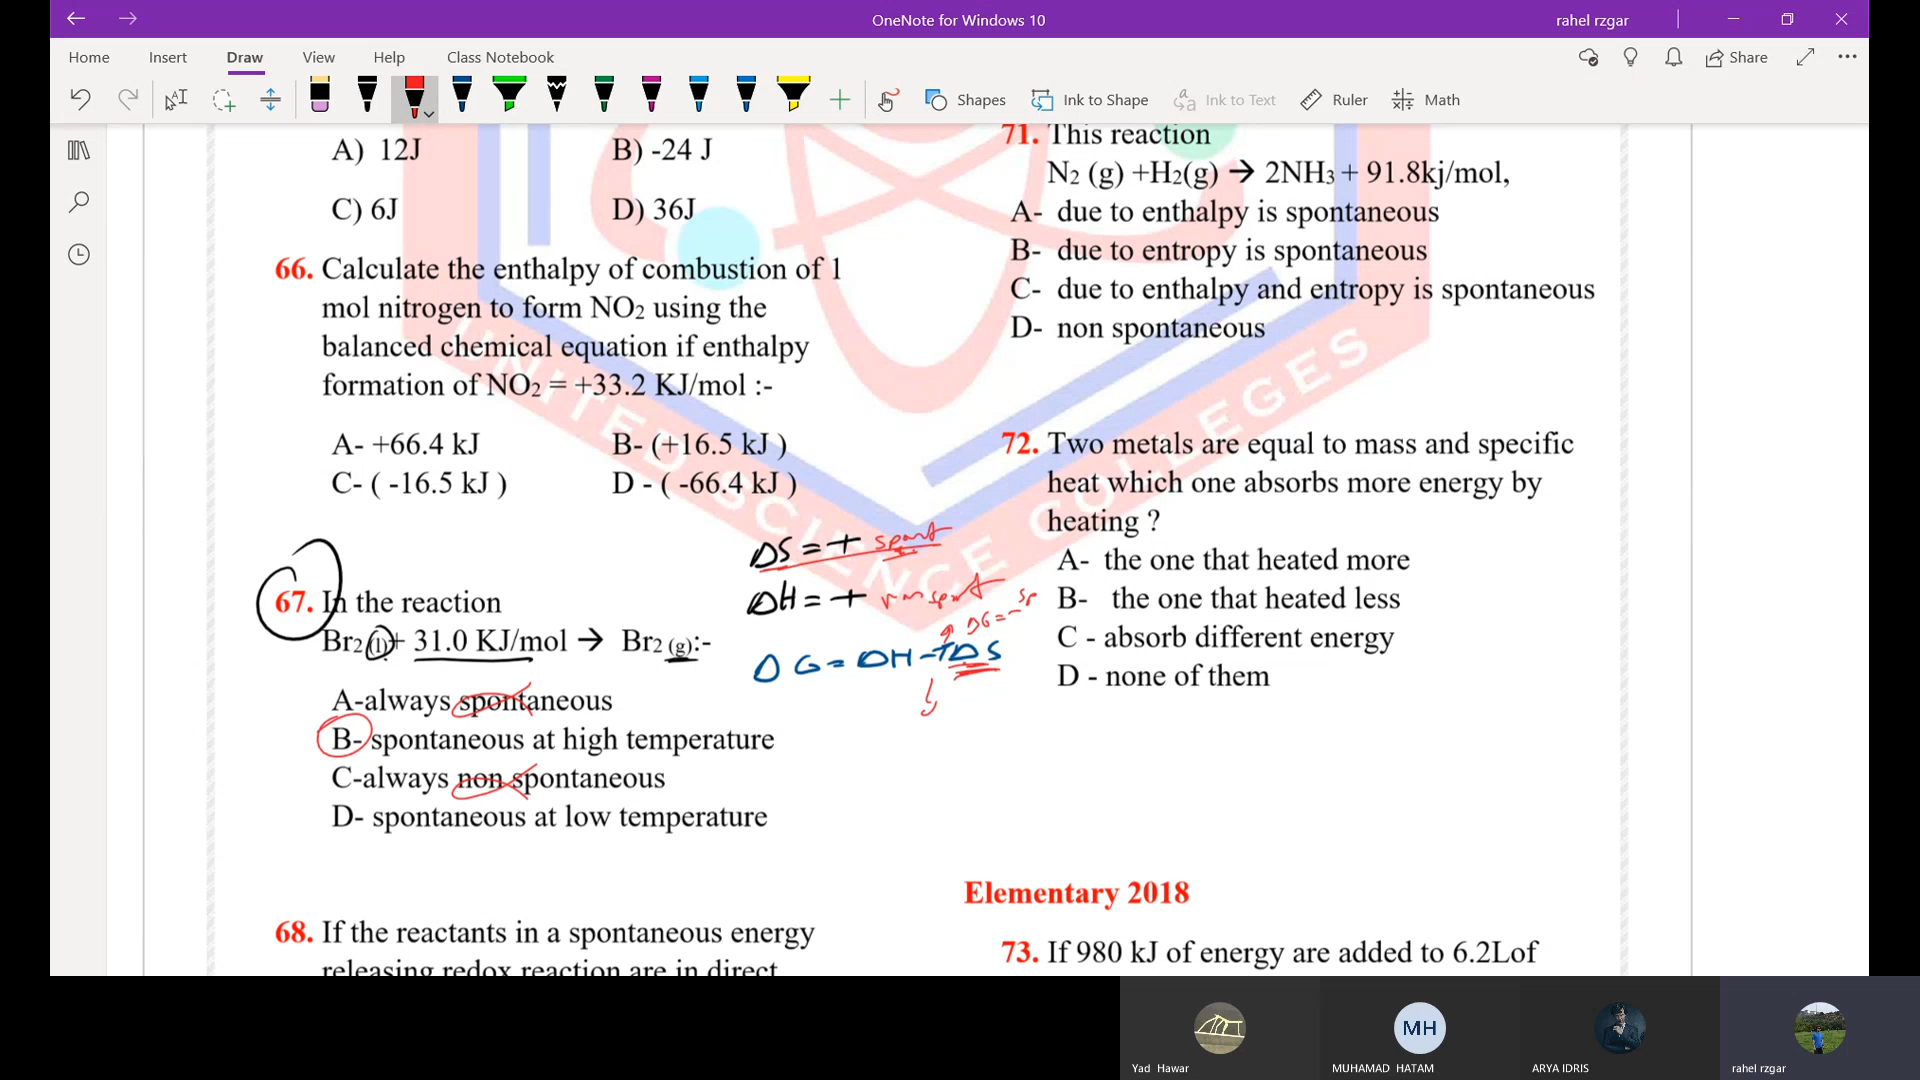 OneNote for Windows 10
rahel rzgar
Home Insert Draw View Help Class Notebook
Share
Shapes Ink to Shape Ink to Text Ruler Math
A) 12J B) -24 J
C) 6J D) 36J
66. Calculate the enthalpy of combustion of 1
mol nitrogen to form NO2 using the
balanced chemical equation if enthalpy
formation of NO2 = +33.2 KJ/mol :-
A- +66.4 kJ B- (+16.5 kJ )
C- ( -16.5 kJ ) D - ( -66.4 kJ )
67. In the reaction
Br2 (l)+ 31.0 KJ/mol → Br2 (g):-
A-always spontaneous
B- spontaneous at high temperature
C-always non spontaneous
D- spontaneous at low temperature
ΔS = + spont
ΔH = +
ΔG = - sp
ΔG = ΔH - TΔS
68. If the reactants in a spontaneous energy
releasing redox reaction are in direct
71. This reaction
N2 (g) +H2(g) → 2NH3 + 91.8kj/mol,
A- due to enthalpy is spontaneous
B- due to entropy is spontaneous
C- due to enthalpy and entropy is spontaneous
D- non spontaneous
72. Two metals are equal to mass and specific
heat which one absorbs more energy by
heating ?
A- the one that heated more
B- the one that heated less
C - absorb different energy
D - none of them
Elementary 2018
73. If 980 kJ of energy are added to 6.2Lof
UNITED SCIENCE COLLEGES
MH
Yad Hawar
MUHAMAD HATAM
ARYA IDRIS
rahel rzgar